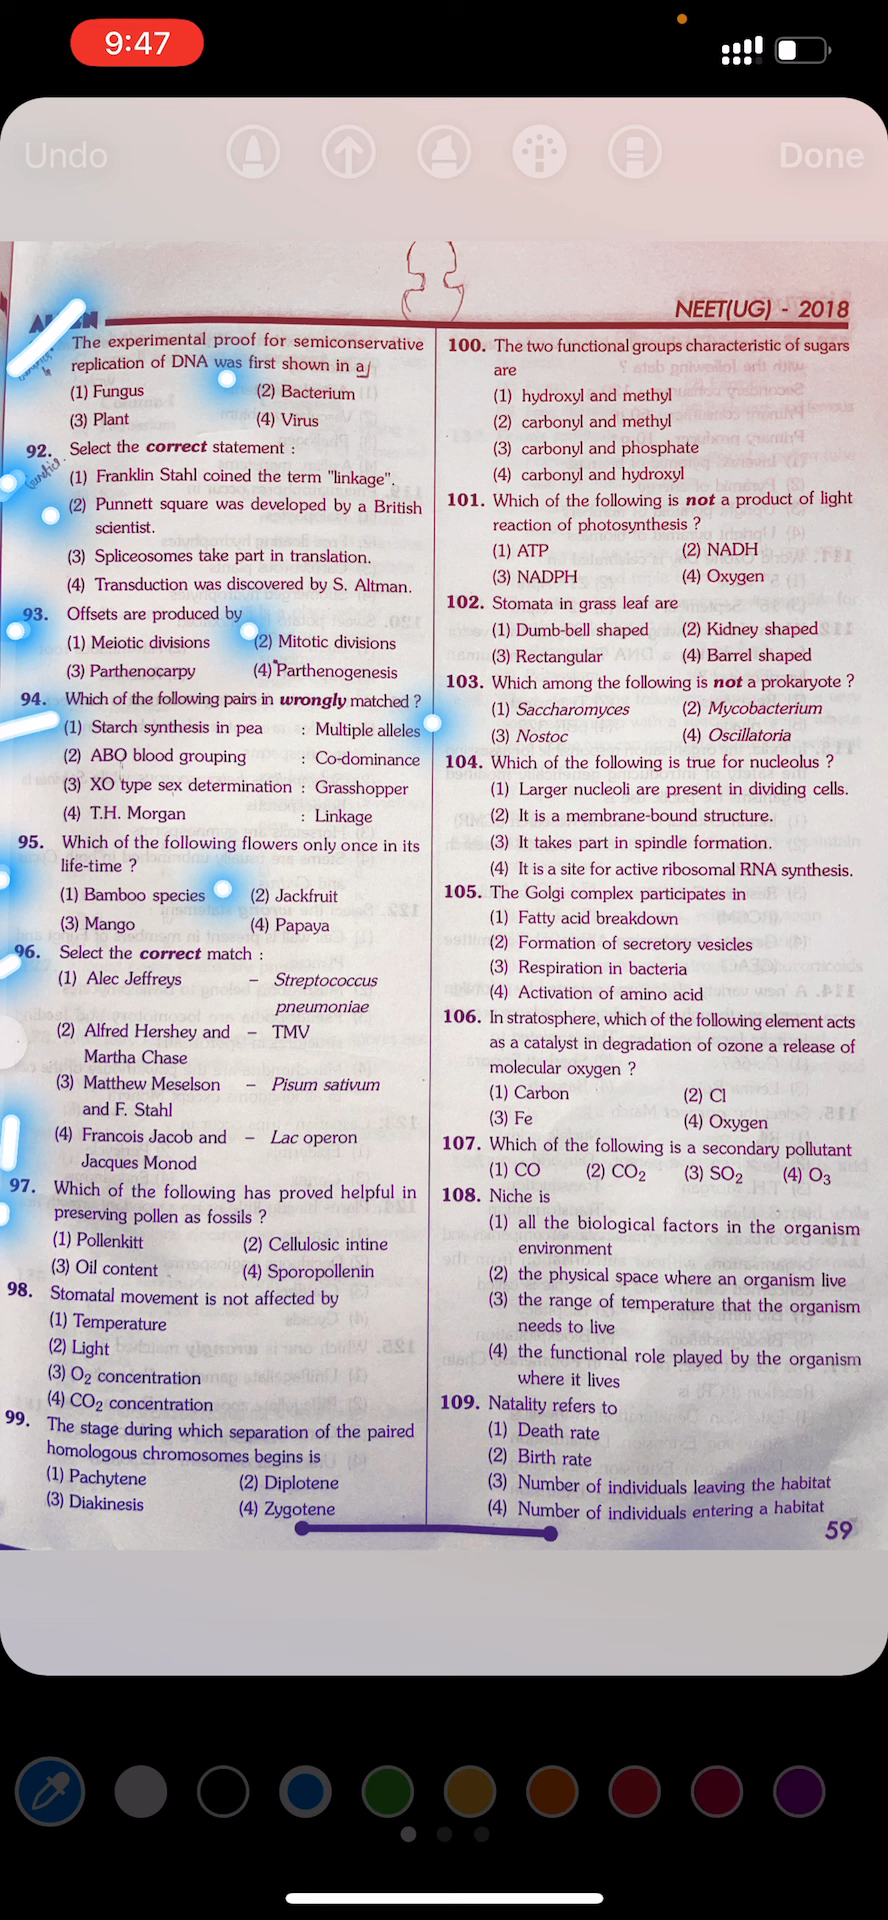 9:47
Undo
Done
NEET(UG) - 2018
The experimental proof for semiconservative
replication of DNA was first shown in a
(1) Fungus (2) Bacterium
(3) Plant (4) Virus
92. Select the correct statement :
(1) Franklin Stahl coined the term "linkage".
(2) Punnett square was developed by a British
scientist.
(3) Spliceosomes take part in translation.
(4) Transduction was discovered by S. Altman.
93. Offsets are produced by
(1) Meiotic divisions (2) Mitotic divisions
(3) Parthenocarpy (4) Parthenogenesis
94. Which of the following pairs in wrongly matched ?
(1) Starch synthesis in pea : Multiple alleles
(2) ABO blood grouping : Co-dominance
(3) XO type sex determination : Grasshopper
(4) T.H. Morgan : Linkage
95. Which of the following flowers only once in its
life-time ?
(1) Bamboo species (2) Jackfruit
(3) Mango (4) Papaya
96. Select the correct match :
(1) Alec Jeffreys - Streptococcus
pneumoniae
(2) Alfred Hershey and - TMV
Martha Chase
(3) Matthew Meselson - Pisum sativum
and F. Stahl
(4) Francois Jacob and - Lac operon
Jacques Monod
97. Which of the following has proved helpful in
preserving pollen as fossils ?
(1) Pollenkitt (2) Cellulosic intine
(3) Oil content (4) Sporopollenin
98. Stomatal movement is not affected by
(1) Temperature
(2) Light
(3) O₂ concentration
(4) CO₂ concentration
99. The stage during which separation of the paired
homologous chromosomes begins is
(1) Pachytene (2) Diplotene
(3) Diakinesis (4) Zygotene
100. The two functional groups characteristic of sugars
are
(1) hydroxyl and methyl
(2) carbonyl and methyl
(3) carbonyl and phosphate
(4) carbonyl and hydroxyl
101. Which of the following is not a product of light
reaction of photosynthesis ?
(1) ATP (2) NADH
(3) NADPH (4) Oxygen
102. Stomata in grass leaf are
(1) Dumb-bell shaped (2) Kidney shaped
(3) Rectangular (4) Barrel shaped
103. Which among the following is not a prokaryote ?
(1) Saccharomyces (2) Mycobacterium
(3) Nostoc (4) Oscillatoria
104. Which of the following is true for nucleolus ?
(1) Larger nucleoli are present in dividing cells.
(2) It is a membrane-bound structure.
(3) It takes part in spindle formation.
(4) It is a site for active ribosomal RNA synthesis.
105. The Golgi complex participates in
(1) Fatty acid breakdown
(2) Formation of secretory vesicles
(3) Respiration in bacteria
(4) Activation of amino acid
106. In stratosphere, which of the following element acts
as a catalyst in degradation of ozone a release of
molecular oxygen ?
(1) Carbon (2) Cl
(3) Fe (4) Oxygen
107. Which of the following is a secondary pollutant
(1) CO (2) CO₂ (3) SO₂ (4) O₃
108. Niche is
(1) all the biological factors in the organism
environment
(2) the physical space where an organism live
(3) the range of temperature that the organism
needs to live
(4) the functional role played by the organism
where it lives
109. Natality refers to
(1) Death rate
(2) Birth rate
(3) Number of individuals leaving the habitat
(4) Number of individuals entering a habitat
59